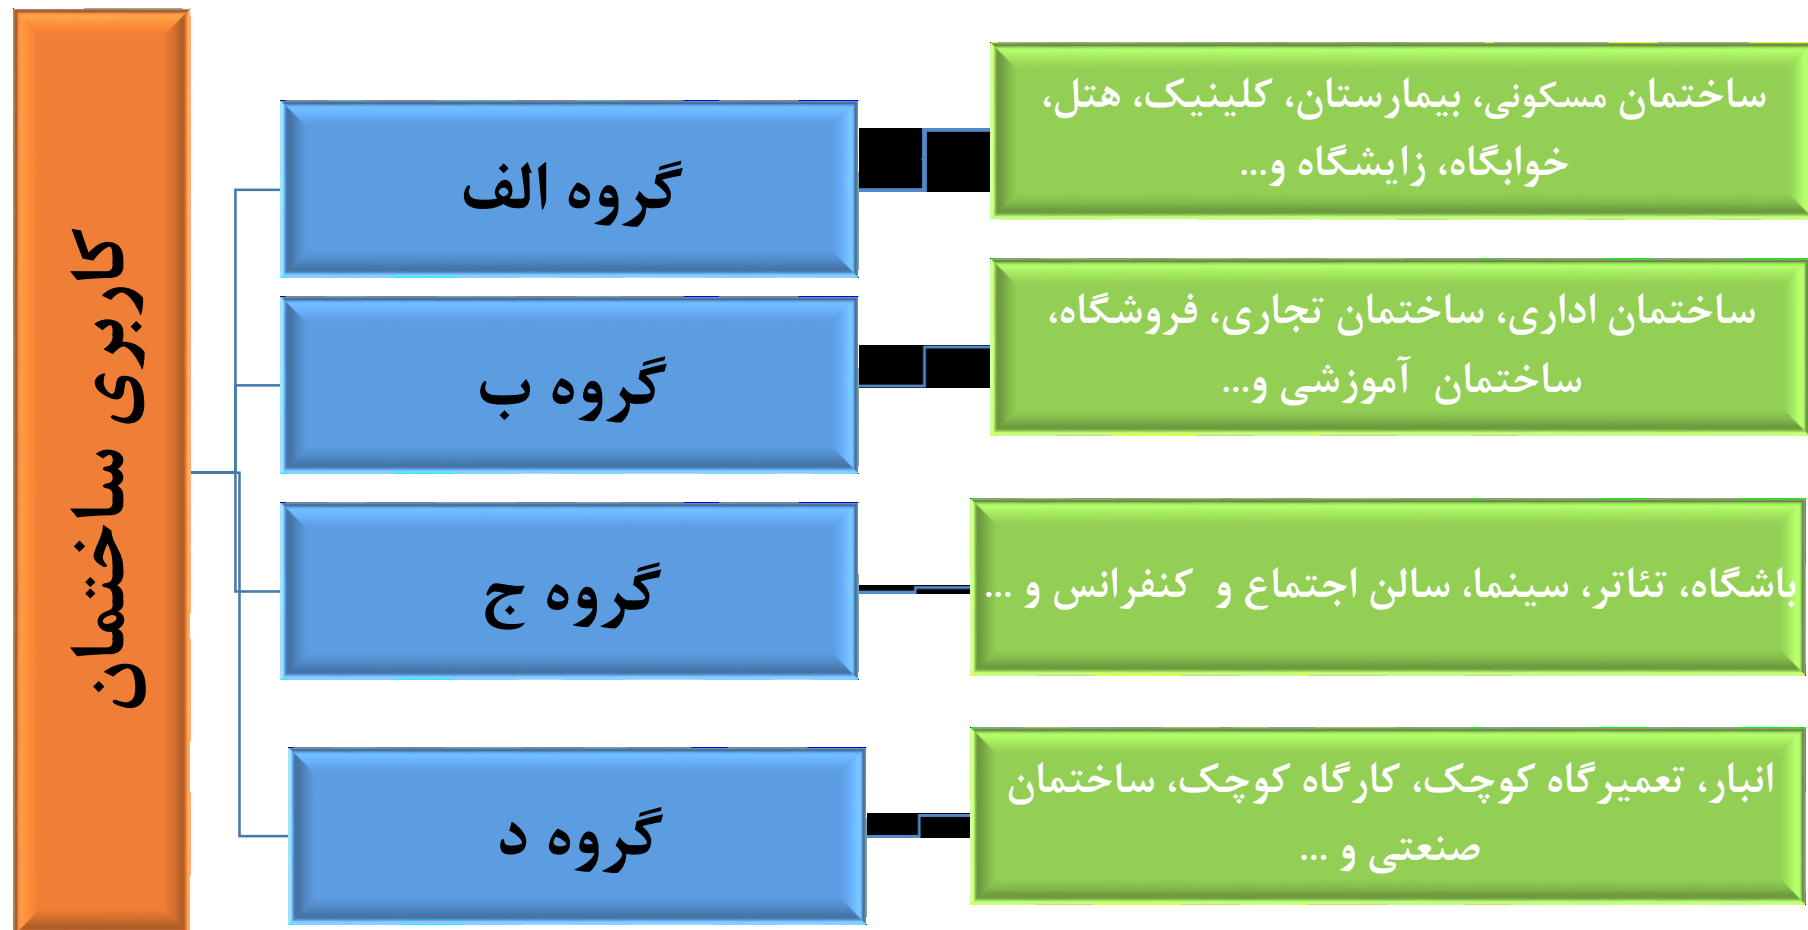 کاربری ساختمان
گروه الف
ساختمان مسکونی، بیمارستان، کلینیک، هتل،
خوابگاه، زایشگاه و...
گروه ب
ساختمان اداری، ساختمان تجاری، فروشگاه،
ساختمان آموزشی و...
گروه ج
باشگاه، تئاتر، سینما، سالن اجتماع و کنفرانس و ...
گروه د
انبار، تعمیرگاه کوچک، کارگاه کوچک، ساختمان
صنعتی و ...